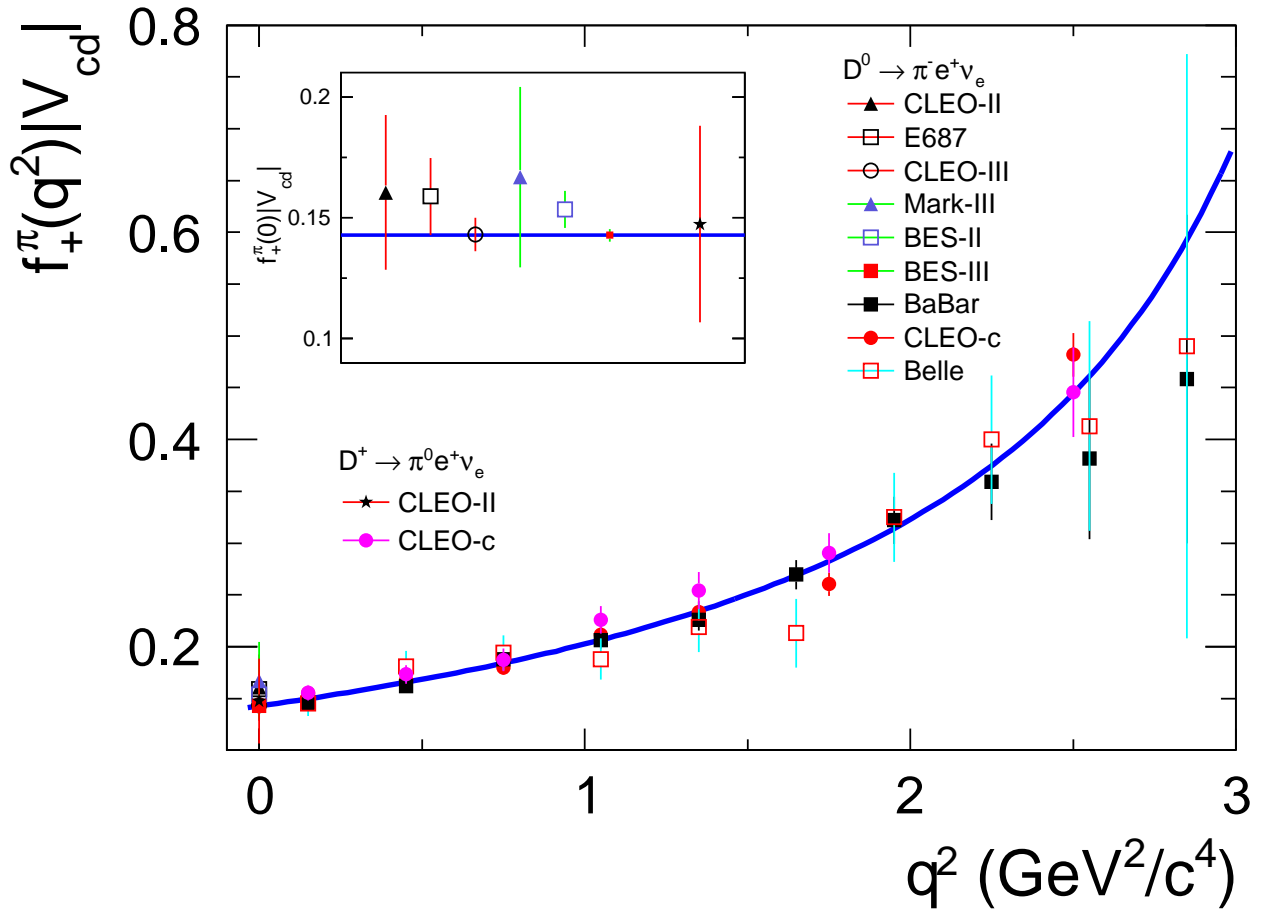 f₊^π(q²)|V_cd|
0.8
0.6
0.4
0.2
0
1
2
3
q² (GeV²/c⁴)
f₊^π(0)|V_cd|
0.2
0.15
0.1
D⁰ → π⁻e⁺ν_e
CLEO-II
E687
CLEO-III
Mark-III
BES-II
BES-III
BaBar
CLEO-c
Belle
D⁺ → π⁰e⁺ν_e
CLEO-II
CLEO-c